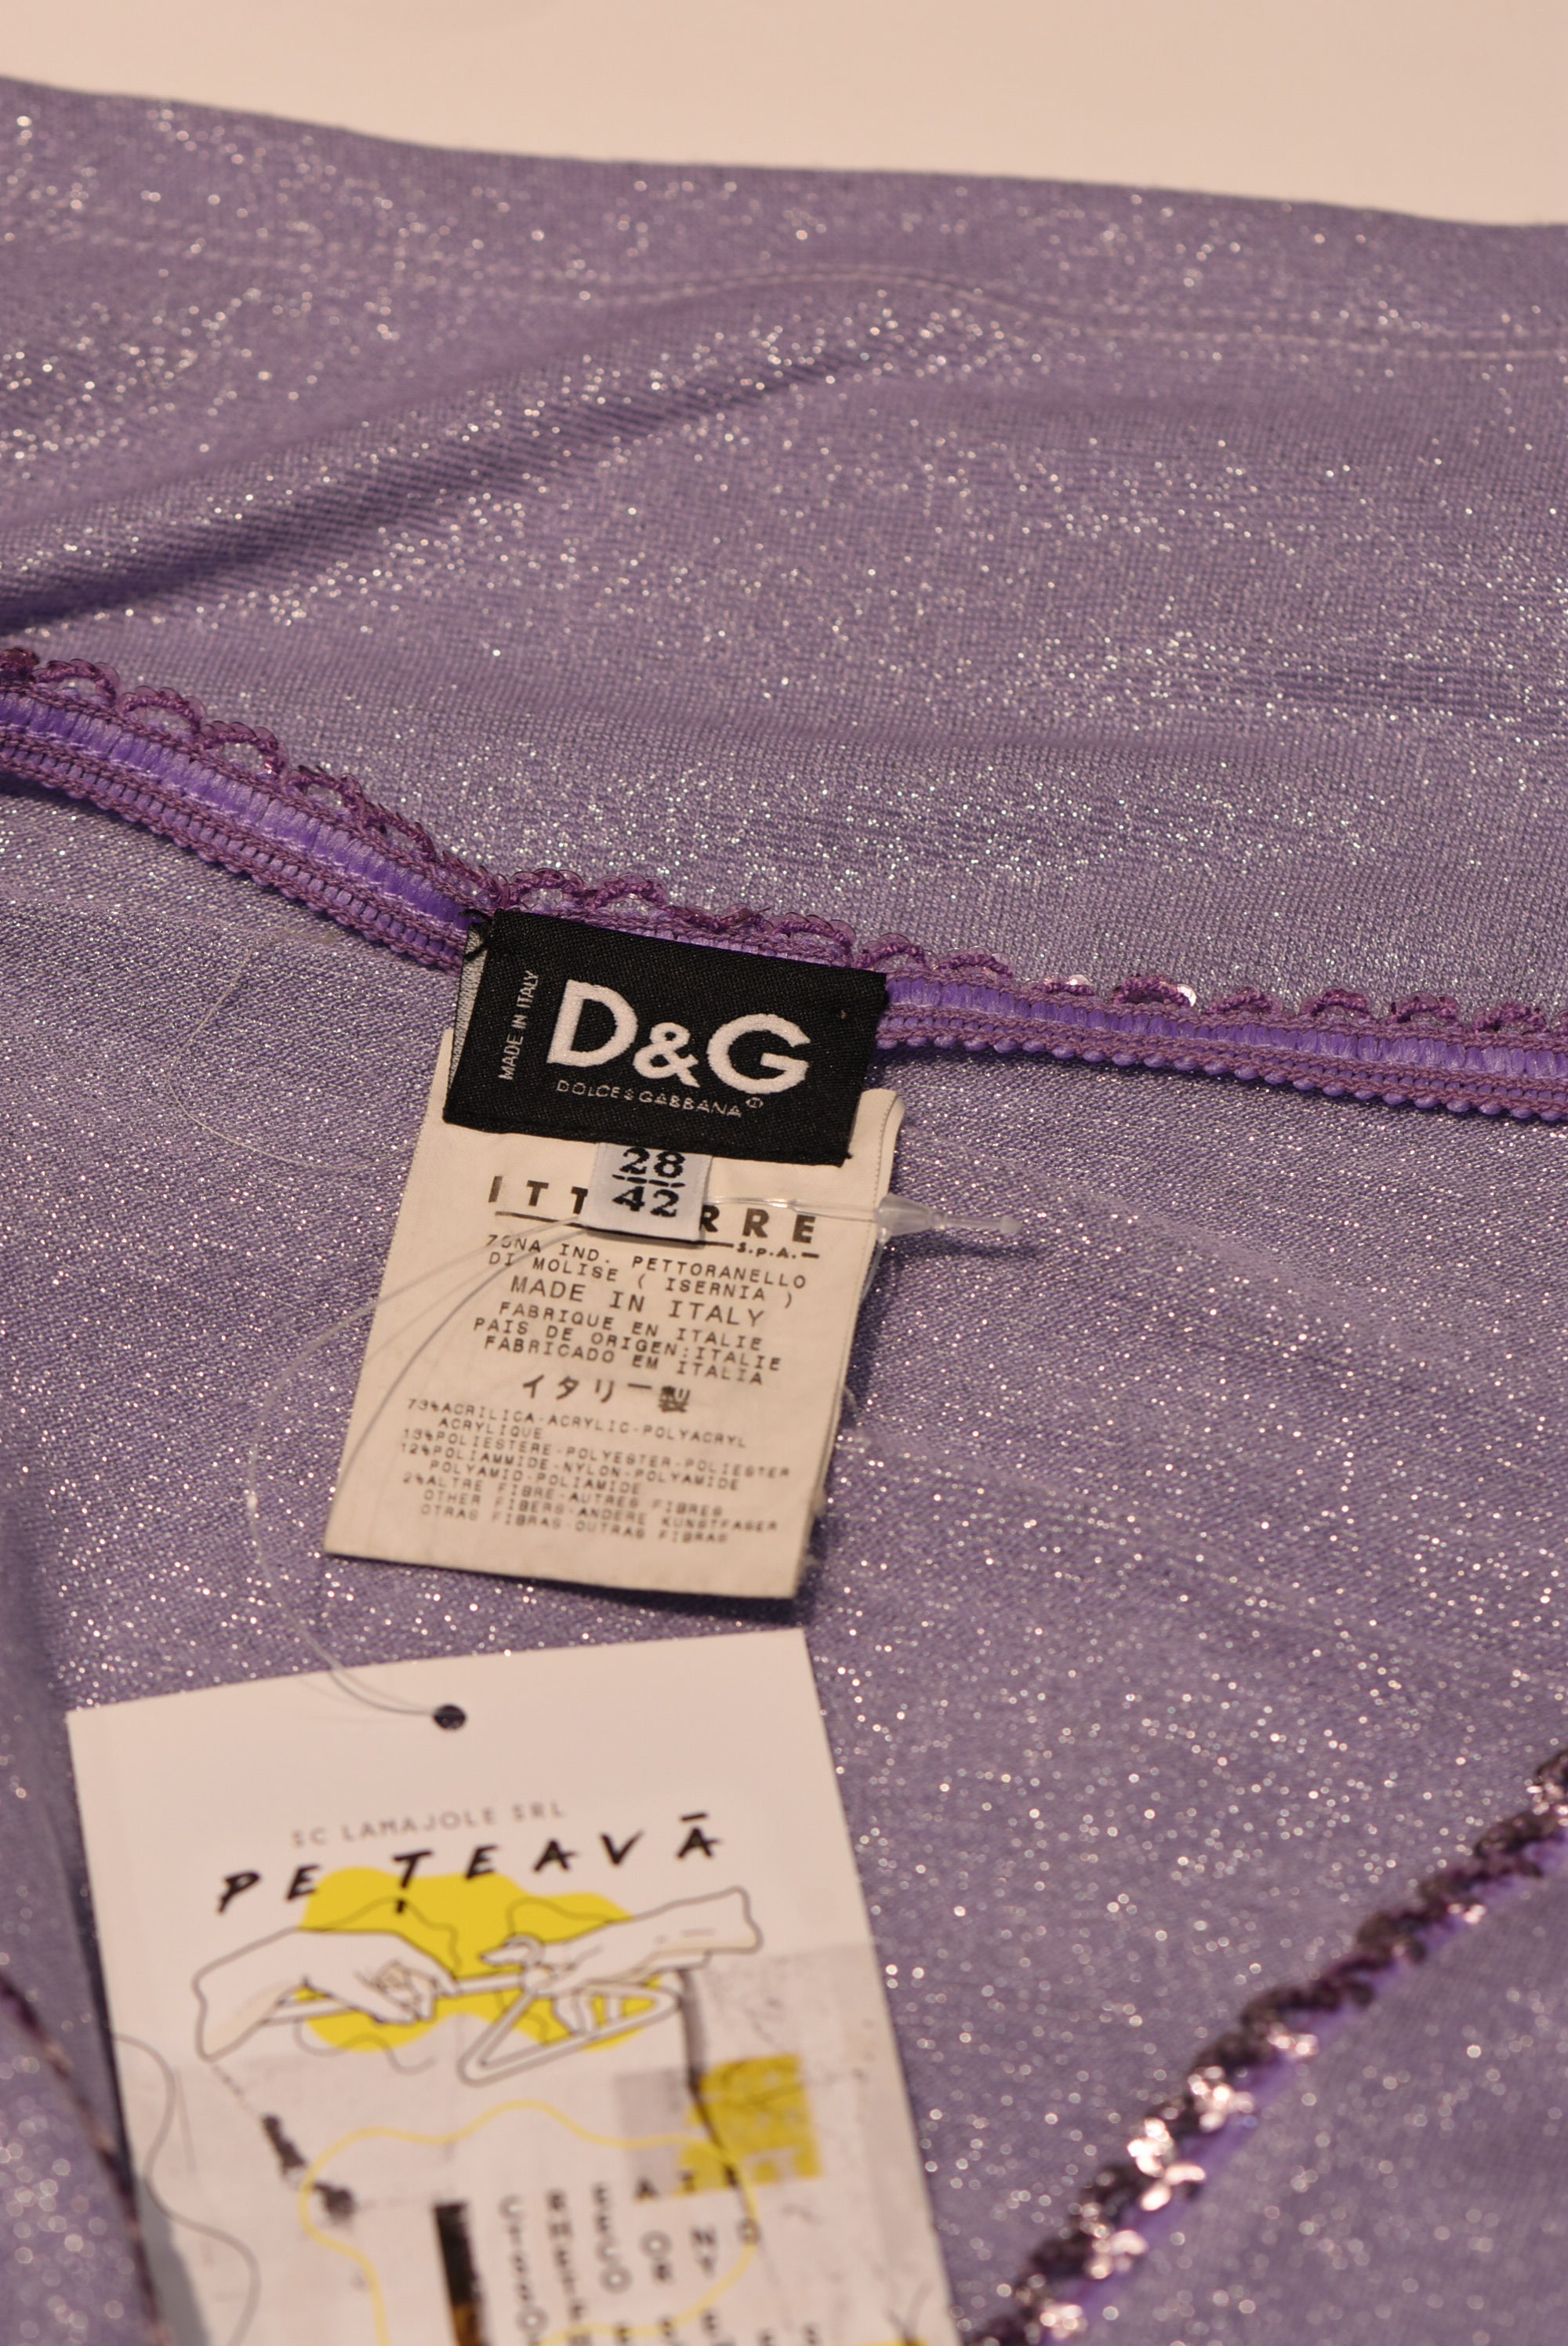 MADE IN ITALY
D&G
DOLCE&GABBANA®
28
42
ITT RRE
S.p.A.
ZONA IND. PETTORANELLO
DI MOLISE ( ISERNIA )
MADE IN ITALY
FABRIQUE EN ITALIE
PAIS DE ORIGEN:ITALIE
FABRICADO EM ITALIA
イタリー製
73%ACRILICA-ACRYLIC-POLYACRYL
ACRYLIQUE
13%POLIESTERE-POLYESTER-POLIESTER
12%POLIAMMIDE-NYLON-POLYAMIDE
POLYAMID-POLIAMIDE
2%ALTRE FIBRE-AUTRES FIBRES
OTHER FIBERS-ANDERE KUNSTFASER
OTRAS FIBRAS-OUTRAS FIBRAS
SC LAMAJOLE SRL
PE ȚEAVĀ